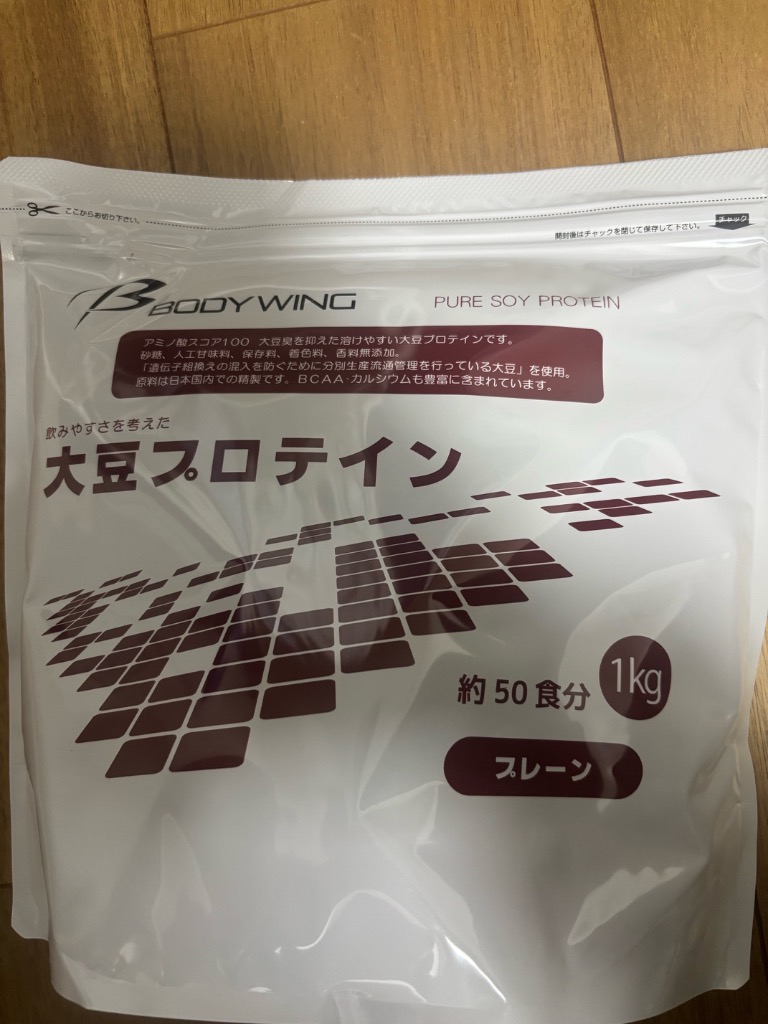 ここからお切り下さい。
チャック
開封後はチャックを閉じて保存して下さい。
BODYWING
PURE SOY PROTEIN
アミノ酸スコア100 大豆臭を抑えた溶けやすい大豆プロテインです。
砂糖、人工甘味料、保存料、着色料、香料無添加。
「遺伝子組換えの混入を防ぐために分別生産流通管理を行っている大豆」を使用。
原料は日本国内での精製です。BCAA・カルシウムも豊富に含まれています。
飲みやすさを考えた
大豆プロテイン
約50食分
1kg
プレーン